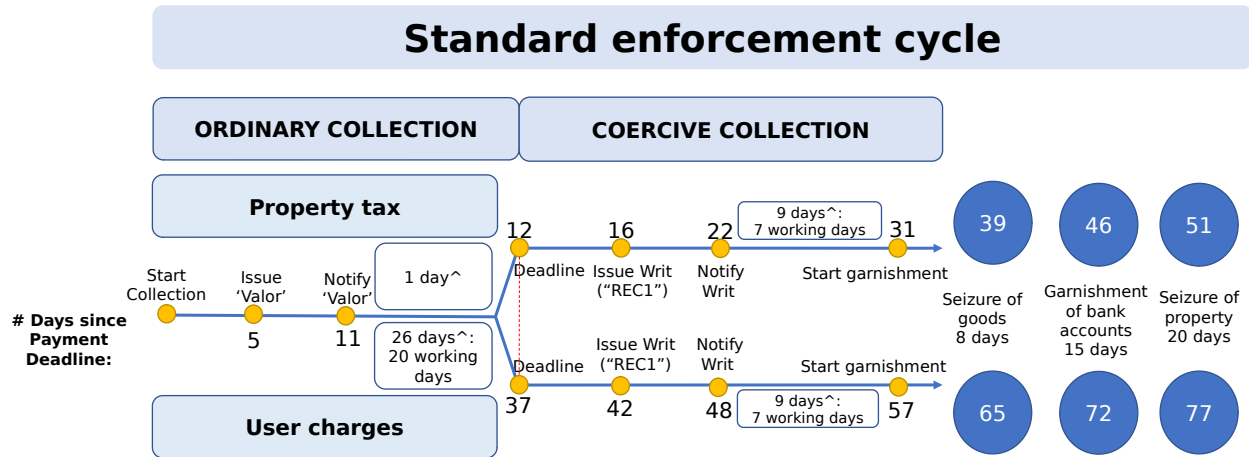 Standard enforcement cycle
ORDINARY COLLECTION
COERCIVE COLLECTION
Property tax
9 days^:
7 working days
12
16
22
31
39
46
51
Start
Collection
Issue
‘Valor’
Notify
‘Valor’
1 day^
Deadline
Issue Writ
(“REC1”)
Notify
Writ
Start garnishment
# Days since
Payment
Deadline:
5
11
26 days^:
20 working
days
Seizure of
goods
8 days
Garnishment
of bank
accounts
15 days
Seizure of
property
20 days
Deadline
Issue Writ
(“REC1”)
Notify
Writ
Start garnishment
37
42
48
9 days^:
7 working days
57
65
72
77
User charges